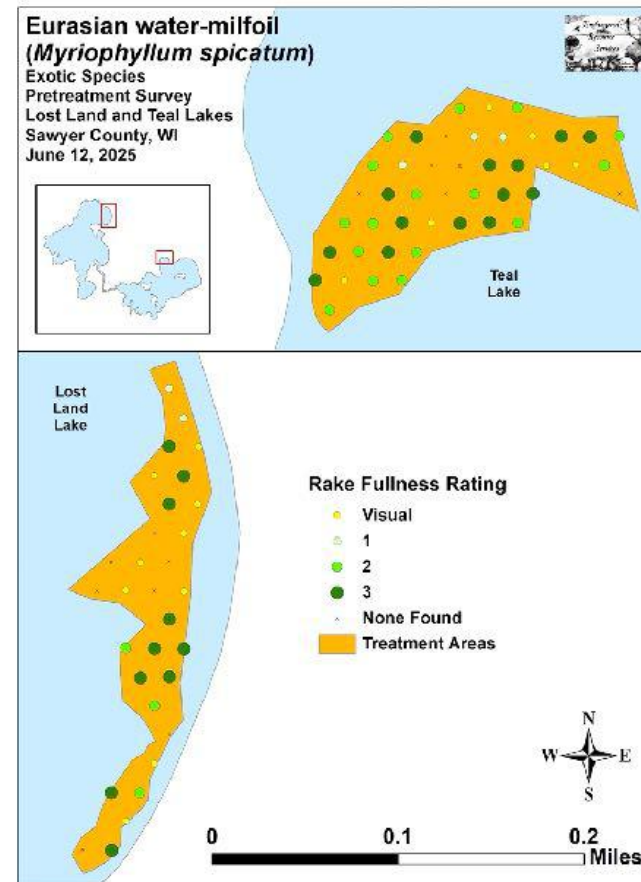 Eurasian water-milfoil
(Myriophyllum spicatum)
Exotic Species
Pretreatment Survey
Lost Land and Teal Lakes
Sawyer County, WI
June 12, 2025
Teal
Lake
Lost
Land
Lake
Rake Fullness Rating
Visual
1
2
3
None Found
Treatment Areas
N
W E
S
0 0.1 0.2
Miles